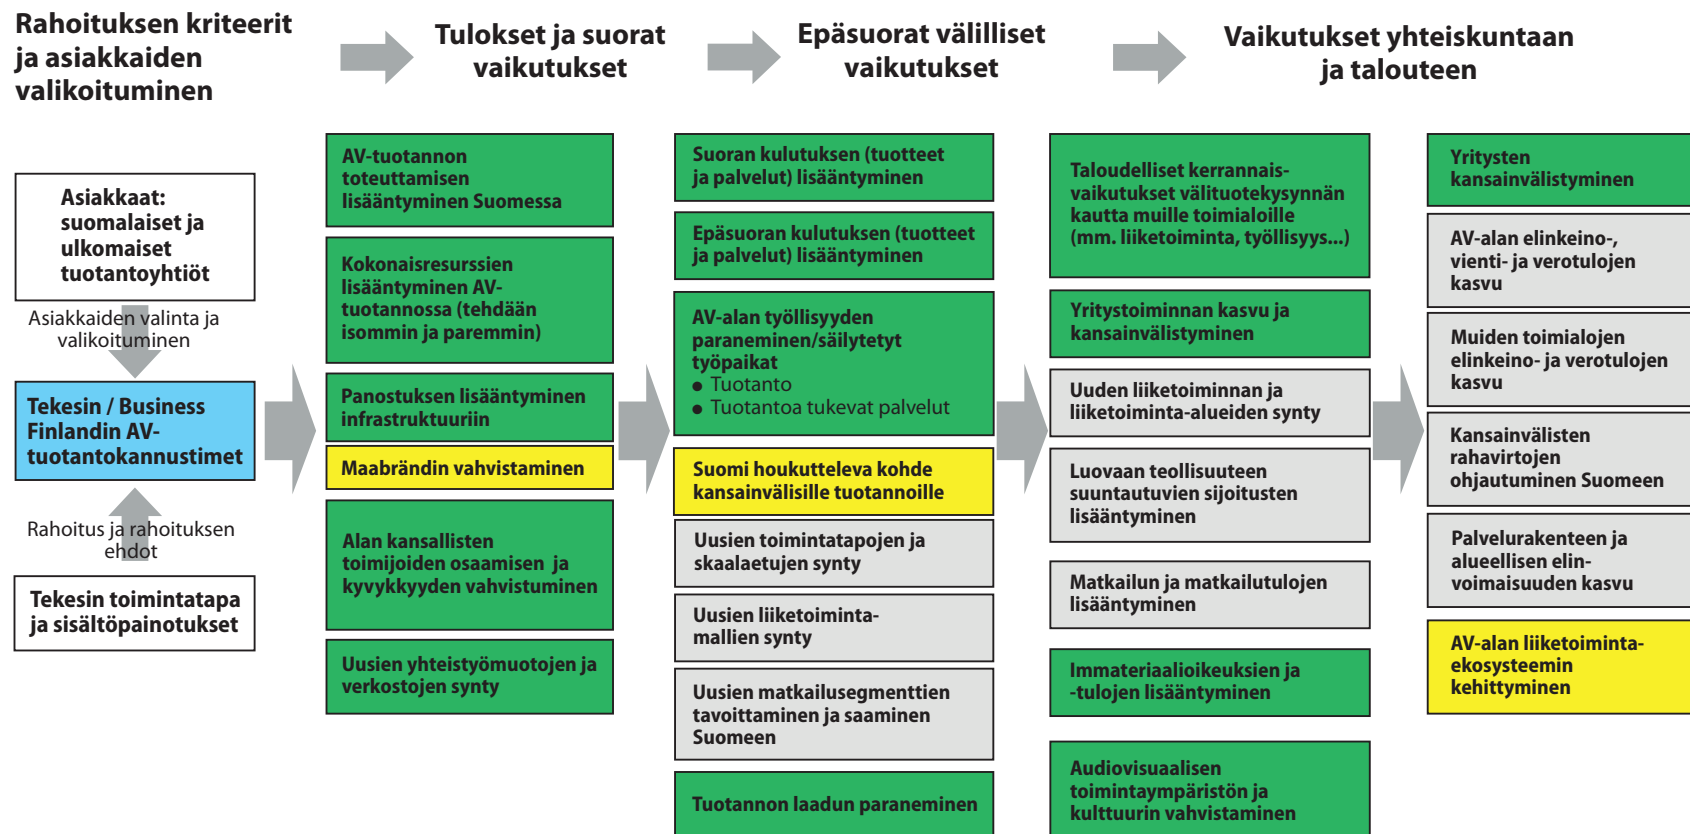 Rahoituksen kriteerit
ja asiakkaiden
valikoituminen
Tulokset ja suorat
vaikutukset
Epäsuorat välilliset
vaikutukset
Vaikutukset yhteiskuntaan
ja talouteen
Asiakkaat:
suomalaiset ja
ulkomaiset
tuotantoyhtiöt
Asiakkaiden valinta ja
valikoituminen
Tekesin / Business
Finlandin AV-
tuotantokannustimet
Rahoitus ja rahoituksen
ehdot
Tekesin toimintatapa
ja sisältöpainotukset
AV-tuotannon
toteuttamisen
lisääntyminen Suomessa
Kokonaisresurssien
lisääntyminen AV-
tuotannossa (tehdään
isommin ja paremmin)
Panostuksen lisääntyminen
infrastruktuuriin
Maabrändin vahvistaminen
Alan kansallisten
toimijoiden osaamisen ja
kyvykkyyden vahvistuminen
Uusien yhteistyömuotojen ja
verkostojen synty
Suoran kulutuksen (tuotteet
ja palvelut) lisääntyminen
Epäsuoran kulutuksen (tuotteet
ja palvelut) lisääntyminen
AV-alan työllisyyden
paraneminen/säilytetyt
työpaikat
● Tuotanto
● Tuotantoa tukevat palvelut
Suomi houkutteleva kohde
kansainvälisille tuotannoille
Uusien toimintatapojen ja
skaalaetujen synty
Uusien liiketoiminta-
mallien synty
Uusien matkailusegmenttien
tavoittaminen ja saaminen
Suomeen
Tuotannon laadun paraneminen
Taloudelliset kerrannais-
vaikutukset välituotekysynnän
kautta muille toimialoille
(mm. liiketoiminta, työllisyys...)
Yritystoiminnan kasvu ja
kansainvälistyminen
Uuden liiketoiminnan ja
liiketoiminta-alueiden synty
Luovaan teollisuuteen
suuntautuvien sijoitusten
lisääntyminen
Matkailun ja matkailutulojen
lisääntyminen
Immateriaalioikeuksien ja
-tulojen lisääntyminen
Audiovisuaalisen
toimintaympäristön ja
kulttuurin vahvistaminen
Yritysten
kansainvälistyminen
AV-alan elinkeino-,
vienti- ja verotulojen
kasvu
Muiden toimialojen
elinkeino- ja verotulojen
kasvu
Kansainvälisten
rahavirtojen
ohjautuminen Suomeen
Palvelurakenteen ja
alueellisen elin-
voimaisuuden kasvu
AV-alan liiketoiminta-
ekosysteemin
kehittyminen